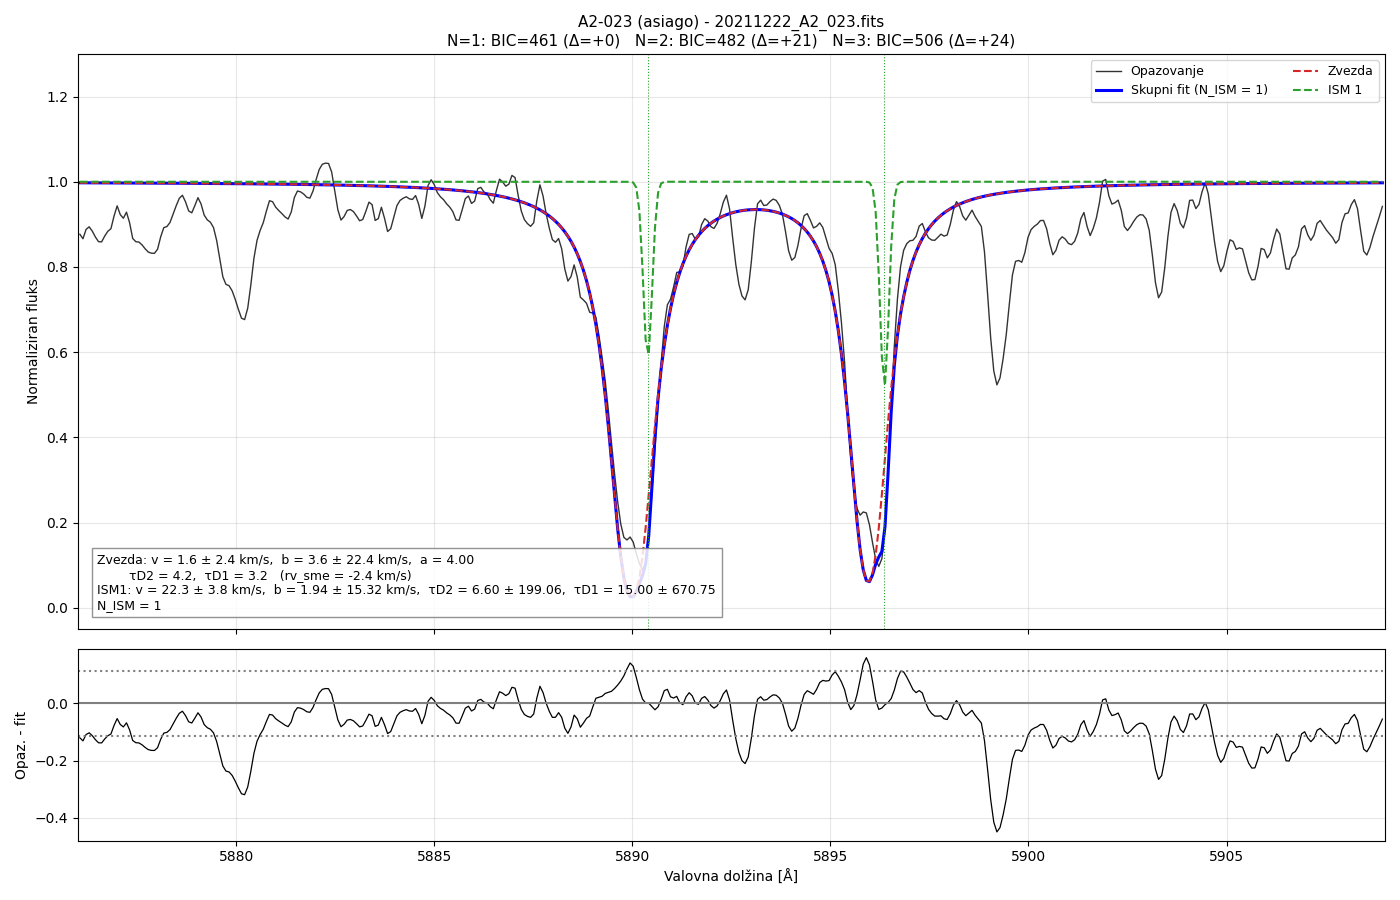 A2-023 (asiago) - 20211222_A2_023.fits
N=1: BIC=461 (Δ=+0)   N=2: BIC=482 (Δ=+21)   N=3: BIC=506 (Δ=+24)
Opazovanje
Skupni fit (N_ISM = 1)
Zvezda
ISM 1
Normaliziran fluks
1.2
1.0
0.8
0.6
0.4
0.2
0.0
Zvezda: v = 1.6 ± 2.4 km/s,  b = 3.6 ± 22.4 km/s,  a = 4.00
τD2 = 4.2,  τD1 = 3.2   (rv_sme = -2.4 km/s)
ISM1: v = 22.3 ± 3.8 km/s,  b = 1.94 ± 15.32 km/s,  τD2 = 6.60 ± 199.06,  τD1 = 15.00 ± 670.75
N_ISM = 1
Opaz. - fit
0.0
−0.2
−0.4
5880
5885
5890
5895
5900
5905
Valovna dolžina [Å]